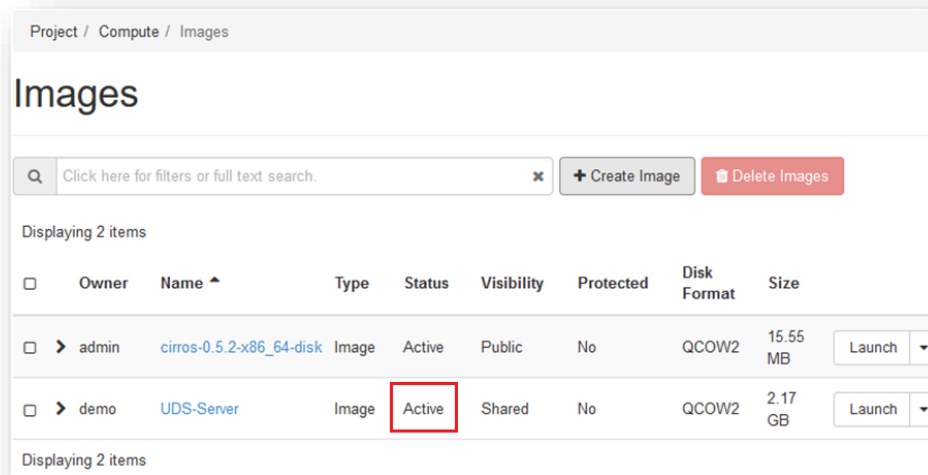 Project / Compute / Images
Images
Click here for filters or full text search. ✖ + Create Image Delete Images
Displaying 2 items
Owner Name Type Status Visibility Protected Disk Format Size
admin cirros-0.5.2-x86_64-disk Image Active Public No QCOW2 15.55 MB Launch
demo UDS-Server Image Active Shared No QCOW2 2.17 GB Launch
Displaying 2 items